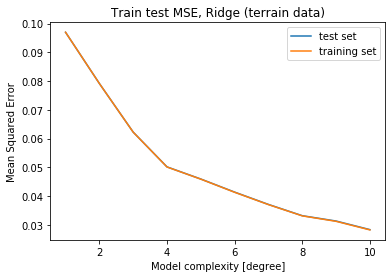 Train test MSE, Ridge (terrain data)
test set
training set
0.10
0.09
0.08
0.07
0.06
0.05
0.04
0.03
Mean Squared Error
2 4 6 8 10
Model complexity [degree]